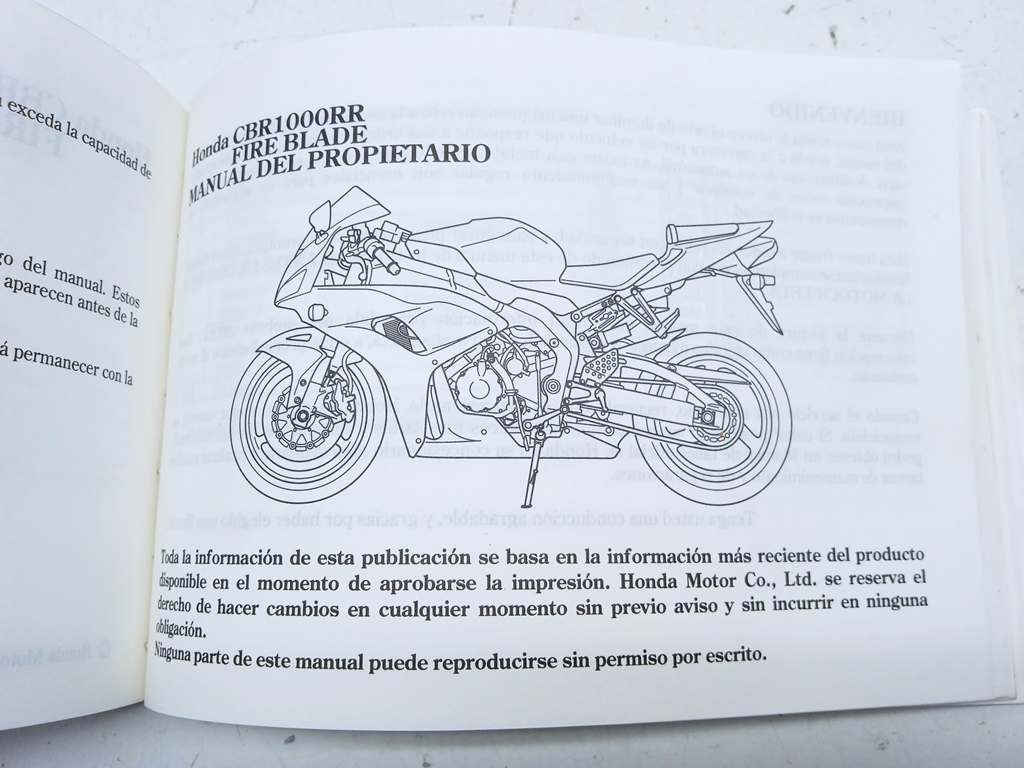 exceda la capacidad de
del manual. Estos
aparecen antes de la
permanecer con la
Honda CBR1000RR
FIRE BLADE
MANUAL DEL PROPIETARIO
Toda la información de esta publicación se basa en la información más reciente del producto
disponible en el momento de aprobarse la impresión. Honda Motor Co., Ltd. se reserva el
derecho de hacer cambios en cualquier momento sin previo aviso y sin incurrir en ninguna
obligación.
Ninguna parte de este manual puede reproducirse sin permiso por escrito.